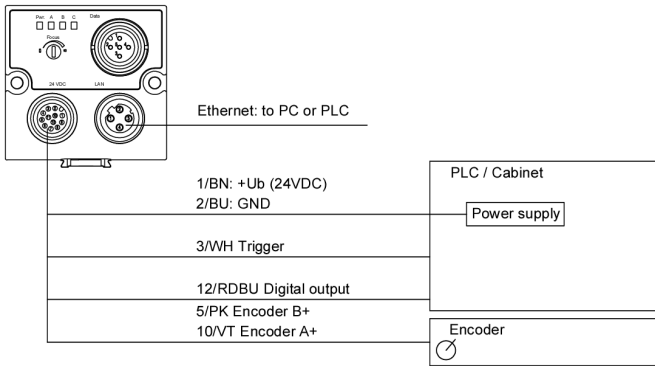 Pwr. A B C
Data
Focus
24 VDC
LAN
Ethernet: to PC or PLC
1/BN: +Ub (24VDC)
2/BU: GND
PLC / Cabinet
Power supply
3/WH Trigger
12/RDBU Digital output
5/PK Encoder B+
10/VT Encoder A+
Encoder